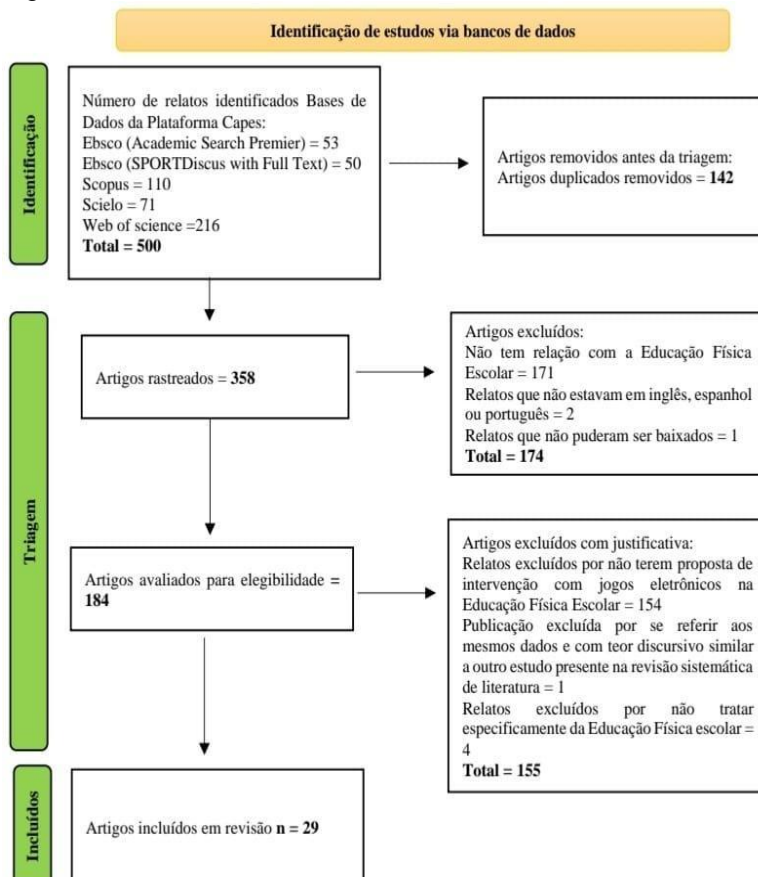 Identificação de estudos via bancos de dados
Identificação
Número de relatos identificados Bases de
Dados da Plataforma Capes:
Ebsco (Academic Search Premier) = 53
Ebsco (SPORTDiscus with Full Text) = 50
Scopus = 110
Scielo = 71
Web of science =216
Total = 500
Artigos removidos antes da triagem:
Artigos duplicados removidos = 142
Triagem
Artigos rastreados = 358
Artigos excluídos:
Não tem relação com a Educação Física
Escolar = 171
Relatos que não estavam em inglês, espanhol
ou português = 2
Relatos que não puderam ser baixados = 1
Total = 174
Artigos avaliados para elegibilidade =
184
Artigos excluídos com justificativa:
Relatos excluídos por não terem proposta de
intervenção com jogos eletrônicos na
Educação Física Escolar = 154
Publicação excluída por se referir aos
mesmos dados e com teor discursivo similar
a outro estudo presente na revisão sistemática
de literatura = 1
Relatos excluídos por não tratar
especificamente da Educação Física escolar =
4
Total = 155
Incluídos
Artigos incluídos em revisão n = 29